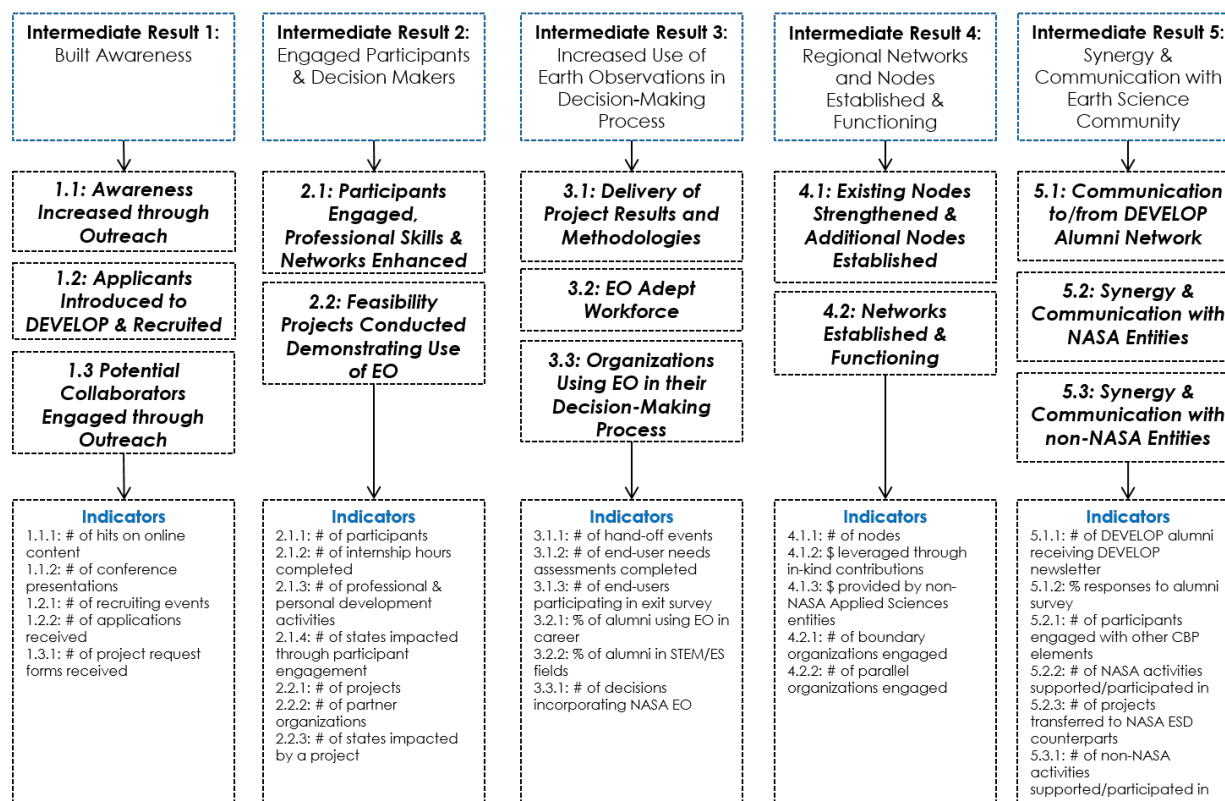 Intermediate Result 1:
Built Awareness
1.1: Awareness
Increased through
Outreach
1.2: Applicants
Introduced to
DEVELOP & Recruited
1.3 Potential
Collaborators
Engaged through
Outreach
Indicators
1.1.1: # of hits on online
content
1.1.2: # of conference
presentations
1.2.1: # of recruiting events
1.2.2: # of applications
received
1.3.1: # of project request
forms received
Intermediate Result 2:
Engaged Participants
& Decision Makers
2.1: Participants
Engaged,
Professional Skills &
Networks Enhanced
2.2: Feasibility
Projects Conducted
Demonstrating Use
of EO
Indicators
2.1.1: # of participants
2.1.2: # of internship hours
completed
2.1.3: # of professional &
personal development
activities
2.1.4: # of states impacted
through participant
engagement
2.2.1: # of projects
2.2.2: # of partner
organizations
2.2.3: # of states impacted
by a project
Intermediate Result 3:
Increased Use of
Earth Observations in
Decision-Making
Process
3.1: Delivery of
Project Results and
Methodologies
3.2: EO Adept
Workforce
3.3: Organizations
Using EO in their
Decision-Making
Process
Indicators
3.1.1: # of hand-off events
3.1.2: # of end-user needs
assessments completed
3.1.3: # of end-users
participating in exit survey
3.2.1: % of alumni using EO in
career
3.2.2: % of alumni in STEM/ES
fields
3.3.1: # of decisions
incorporating NASA EO
Intermediate Result 4:
Regional Networks
and Nodes
Established &
Functioning
4.1: Existing Nodes
Strengthened &
Additional Nodes
Established
4.2: Networks
Established &
Functioning
Indicators
4.1.1: # of nodes
4.1.2: $ leveraged through
in-kind contributions
4.1.3: $ provided by non-
NASA Applied Sciences
entities
4.2.1: # of boundary
organizations engaged
4.2.2: # of parallel
organizations engaged
Intermediate Result 5:
Synergy &
Communication with
Earth Science
Community
5.1: Communication
to/from DEVELOP
Alumni Network
5.2: Synergy &
Communication with
NASA Entities
5.3: Synergy &
Communication with
non-NASA Entities
Indicators
5.1.1: # of DEVELOP alumni
receiving DEVELOP
newsletter
5.1.2: % responses to alumni
survey
5.2.1: # of participants
engaged with other CBP
elements
5.2.2: # of NASA activities
supported/participated in
5.2.3: # of projects
transferred to NASA ESD
counterparts
5.3.1: # of non-NASA
activities
supported/participated in